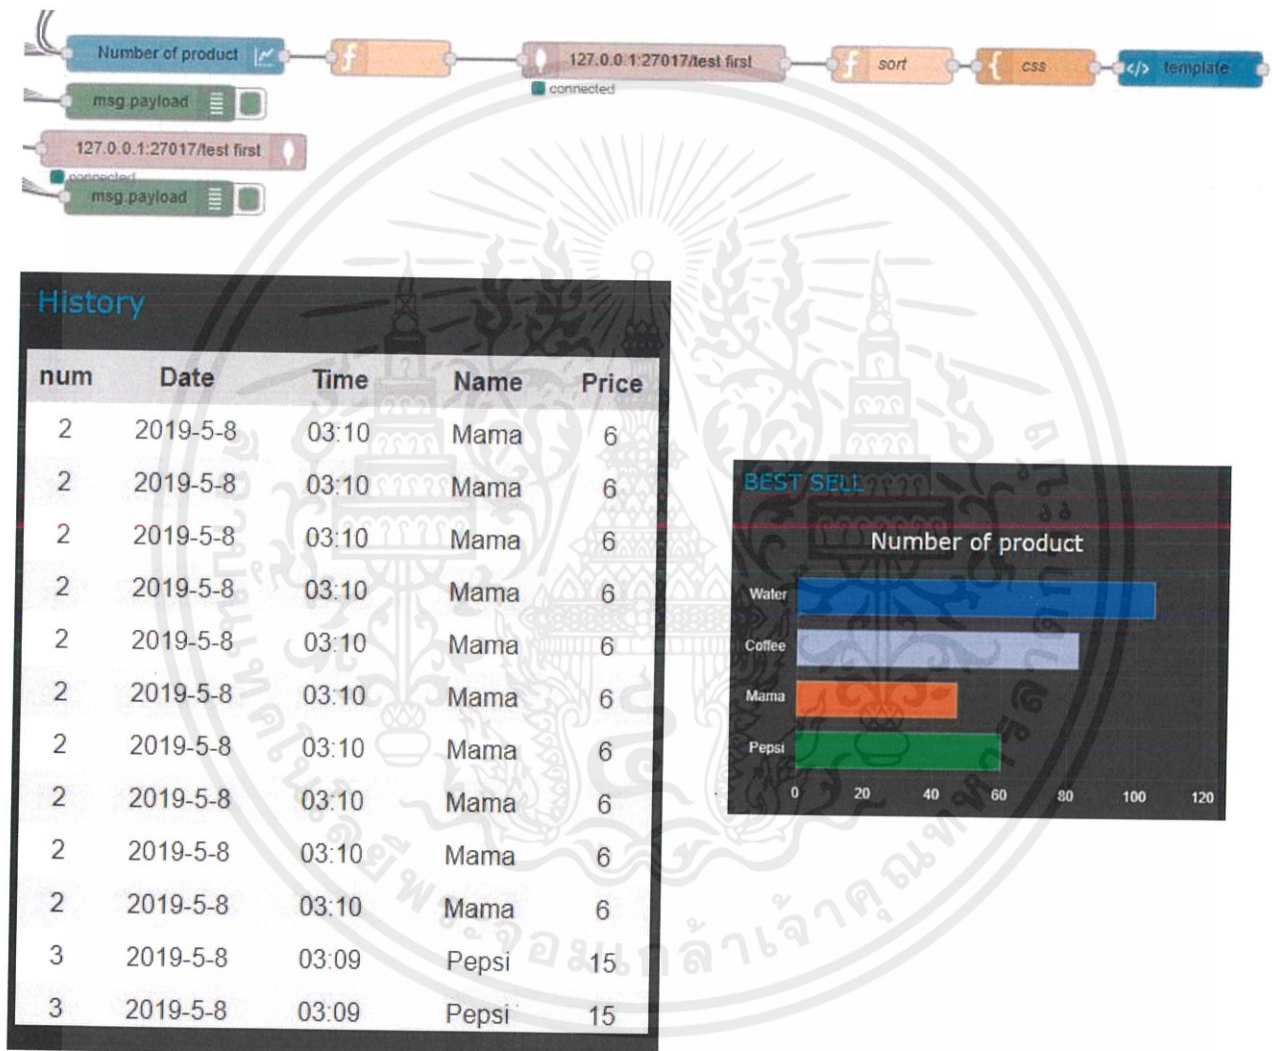 Number of product
127.0.0.1:27017/test first
sort
css
template
connected
msg.payload
127.0.0.1:27017/test first
connected
msg.payload
History
num Date Time Name Price
2 2019-5-8 03:10 Mama 6
2 2019-5-8 03:10 Mama 6
2 2019-5-8 03:10 Mama 6
2 2019-5-8 03:10 Mama 6
2 2019-5-8 03:10 Mama 6
2 2019-5-8 03:10 Mama 6
2 2019-5-8 03:10 Mama 6
2 2019-5-8 03:10 Mama 6
2 2019-5-8 03:10 Mama 6
2 2019-5-8 03:10 Mama 6
3 2019-5-8 03:09 Pepsi 15
3 2019-5-8 03:09 Pepsi 15
BEST SELL
Number of product
Water
Coffee
Mama
Pepsi
0 20 40 60 80 100 120